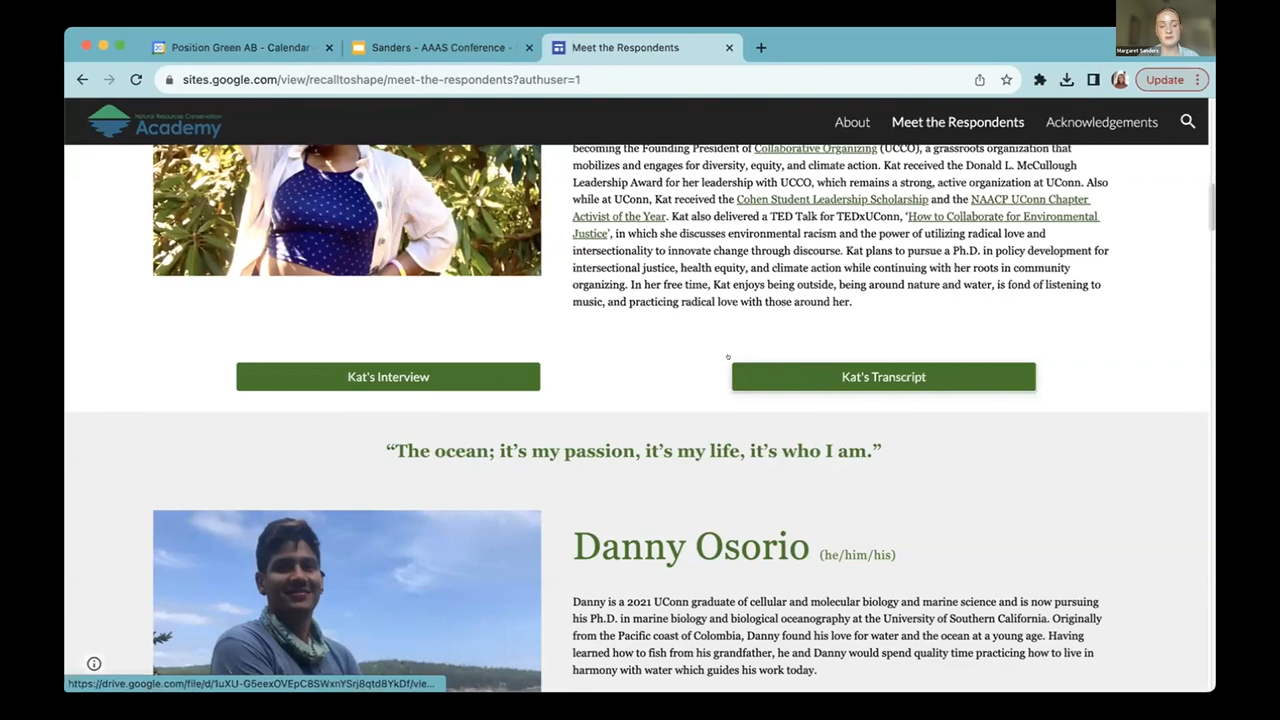 Position Green AB - Calendar
Sanders - AAAS Conference -
Meet the Respondents
Margaret Sanders
sites.google.com/view/recalltoshape/meet-the-respondents?authuser=1
Update
Natural Resources Conservation
Academy
About
Meet the Respondents
Acknowledgements
becoming the Founding President of Collaborative Organizing (UCCO), a grassroots organization that
mobilizes and engages for diversity, equity, and climate action. Kat received the Donald L. McCullough
Leadership Award for her leadership with UCCO, which remains a strong, active organization at UConn. Also
while at UConn, Kat received the Cohen Student Leadership Scholarship and the NAACP UConn Chapter
Activist of the Year. Kat also delivered a TED Talk for TEDxUConn, ‘How to Collaborate for Environmental
Justice’, in which she discusses environmental racism and the power of utilizing radical love and
intersectionality to innovate change through discourse. Kat plans to pursue a Ph.D. in policy development for
intersectional justice, health equity, and climate action while continuing with her roots in community
organizing. In her free time, Kat enjoys being outside, being around nature and water, is fond of listening to
music, and practicing radical love with those around her.
Kat's Interview
Kat's Transcript
“The ocean; it’s my passion, it’s my life, it’s who I am.”
Danny Osorio (he/him/his)
Danny is a 2021 UConn graduate of cellular and molecular biology and marine science and is now pursuing
his Ph.D. in marine biology and biological oceanography at the University of Southern California. Originally
from the Pacific coast of Colombia, Danny found his love for water and the ocean at a young age. Having
learned how to fish from his grandfather, he and Danny would spend quality time practicing how to live in
harmony with water which guides his work today.